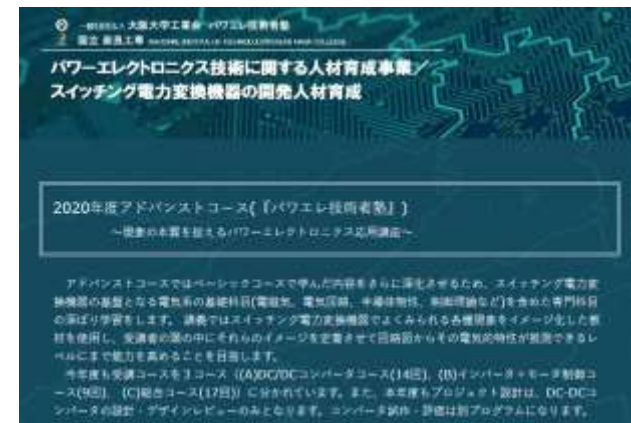 一般社団法人 大阪大学工業会 パワエレ技術者塾
国立 奈良工専 NATIONAL INSTITUTE OF TECHNOLOGY
パワーエレクトロニクス技術に関する人材育成事業/
スイッチング電力変換機器の開発人材育成
2020年度アドバンストコース(『パワエレ技術者塾』)
～現象の本質を捉えるパワーエレクトロニクス応用講座～
アドバンストコースではベーシックコースで学んだ内容をさらに深化させるため、スイッチング電力変
換機器の基盤となる電気系の基礎科目(電磁気、電気回路、半導体物性、制御理論など)を含めた専門科目
の深ぼり学習をします。 講義ではスイッチング電力変換機器でよくみられる各種現象をイメージ化した教
材を使用し、受講者の頭の中にそれらのイメージを定着させて回路図からその電気的特性が推測できるレ
ベルにまで能力を高めることを目指します。
今年度も受講コースを3コース ((A)DC/DCコンバータコース(14回)、(B)インバータ+モータ制御コ
ース(9回)、(C)総合コース(17回)) に分かれています。また、本年度もプロジェクト設計は、DC-DCコ
ンバータの設計・デザインレビューのみとなります。コンバータ試作・評価は別プログラムになります。